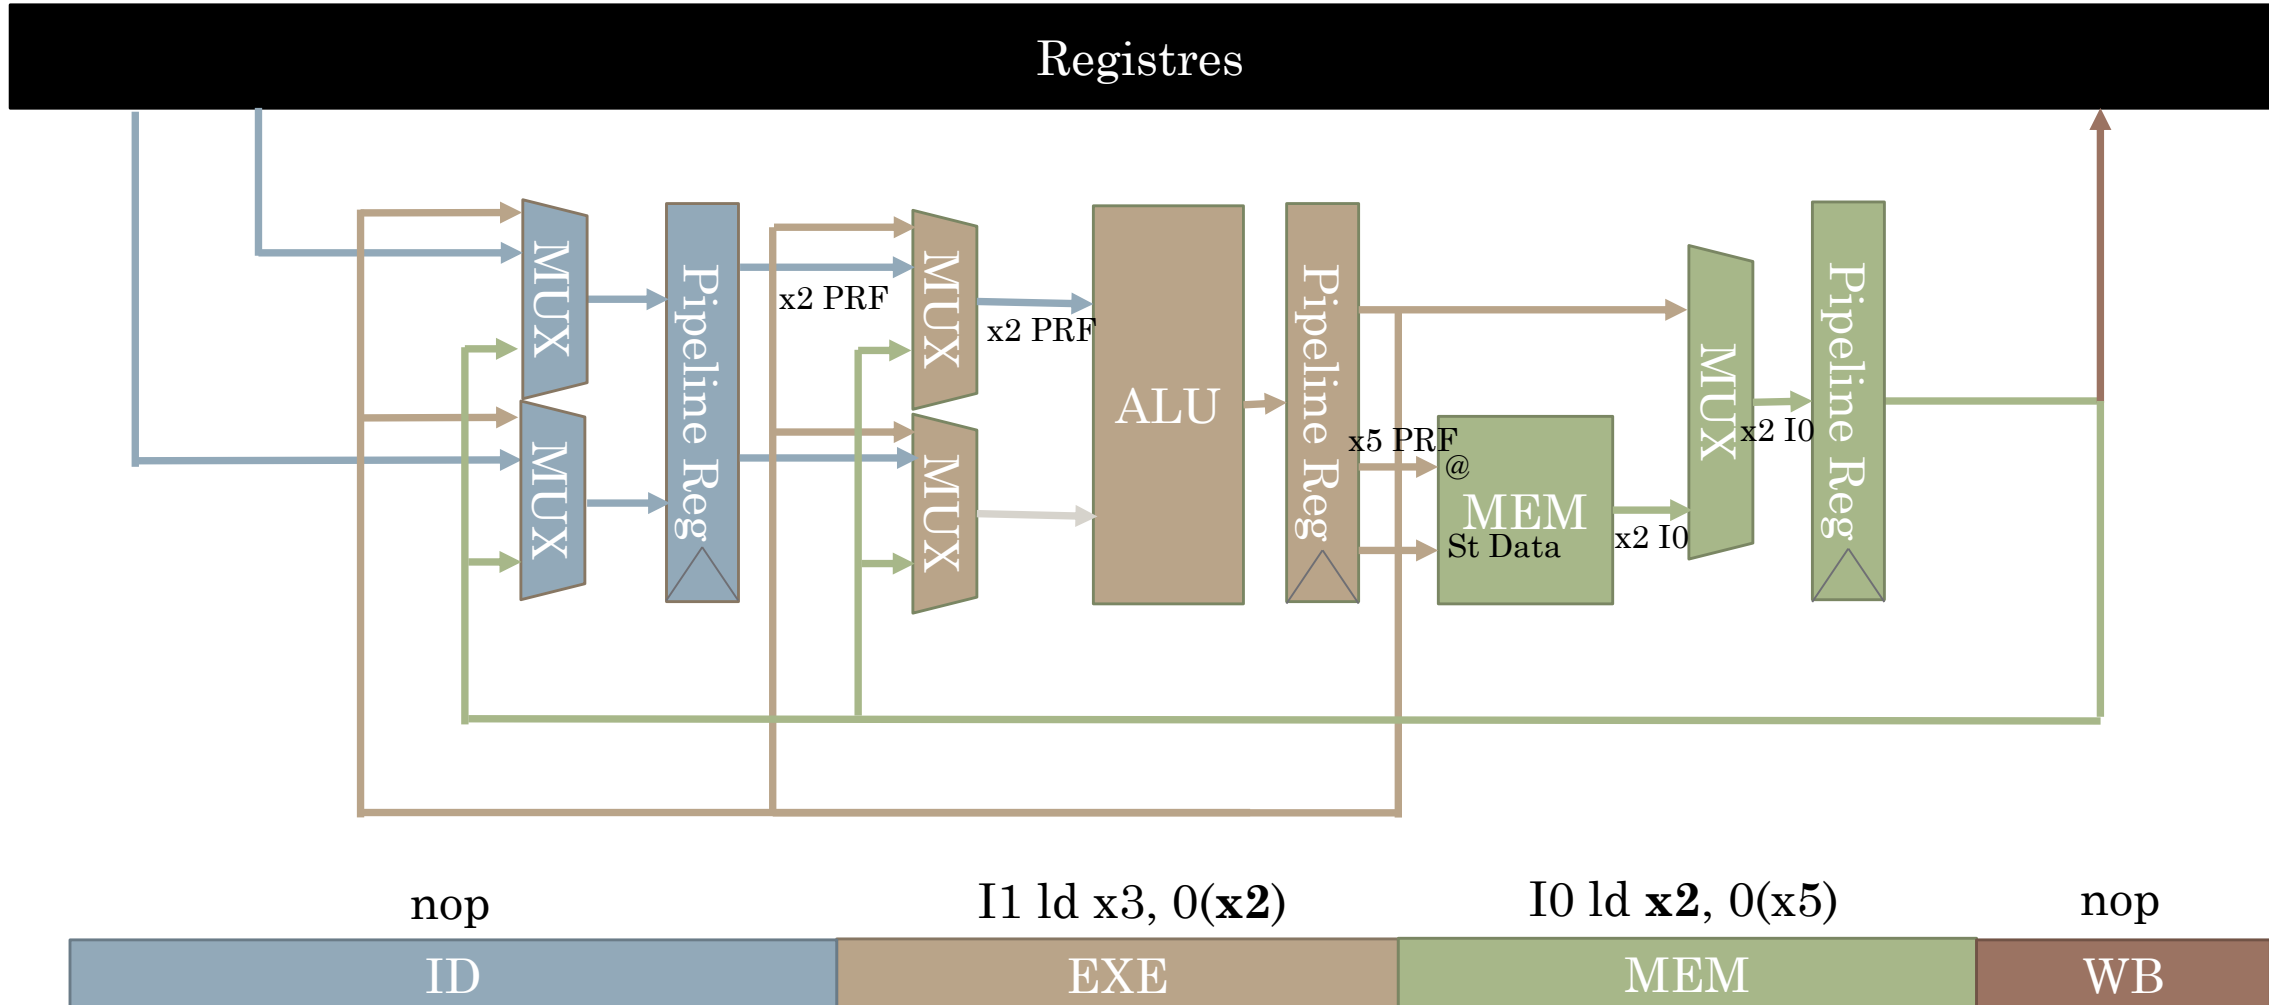 Registres
MUX
MUX
Pipeline Reg
x2 PRF
MUX
MUX
x2 PRF
ALU
Pipeline Reg
x5 PRF
@
MEM
St Data
x2 I0
MUX
x2 I0
Pipeline Reg
nop
I1 ld x3, 0(x2)
I0 ld x2, 0(x5)
nop
ID
EXE
MEM
WB